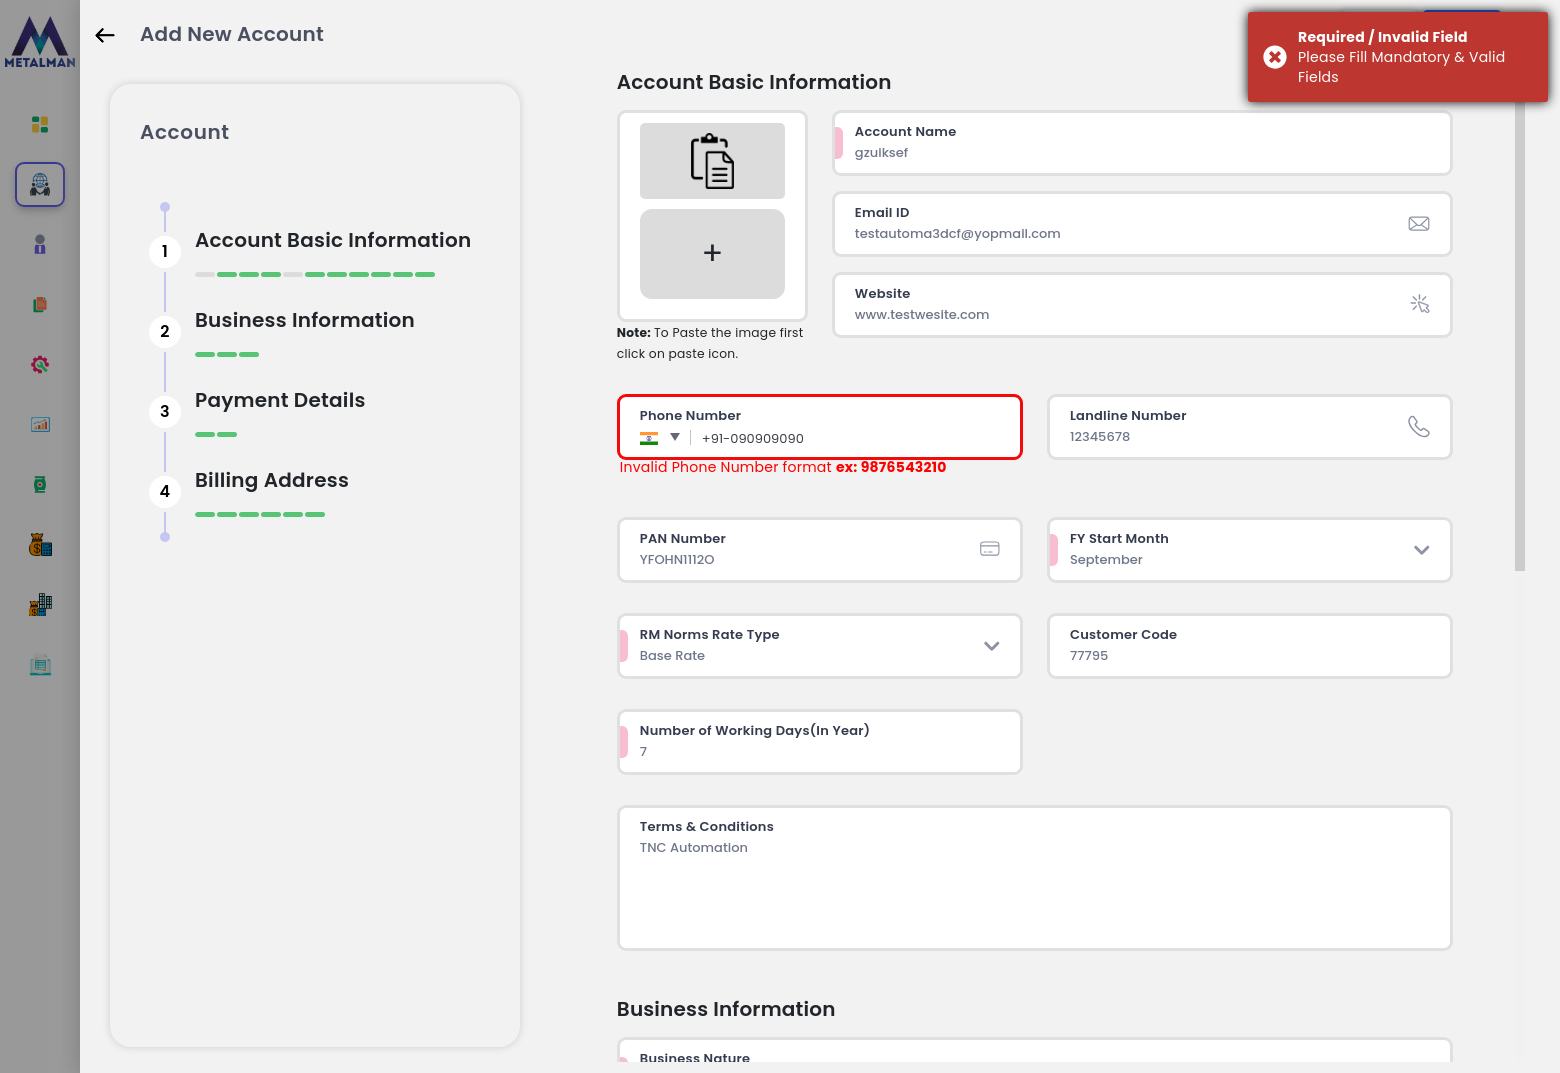 METALMAN
Add New Account
Required / Invalid Field
Please Fill Mandatory & Valid
Fields
Account
1
Account Basic Information
2
Business Information
3
Payment Details
4
Billing Address
Account Basic Information
+
Note: To Paste the image first
click on paste icon.
Account Name
gzulksef
Email ID
testautoma3dcf@yopmail.com
Website
www.testwesite.com
Phone Number
+91-090909090
Invalid Phone Number format ex: 9876543210
Landline Number
12345678
PAN Number
YFOHN1112O
FY Start Month
September
RM Norms Rate Type
Base Rate
Customer Code
77795
Number of Working Days(In Year)
7
Terms & Conditions
TNC Automation
Business Information
Business Nature